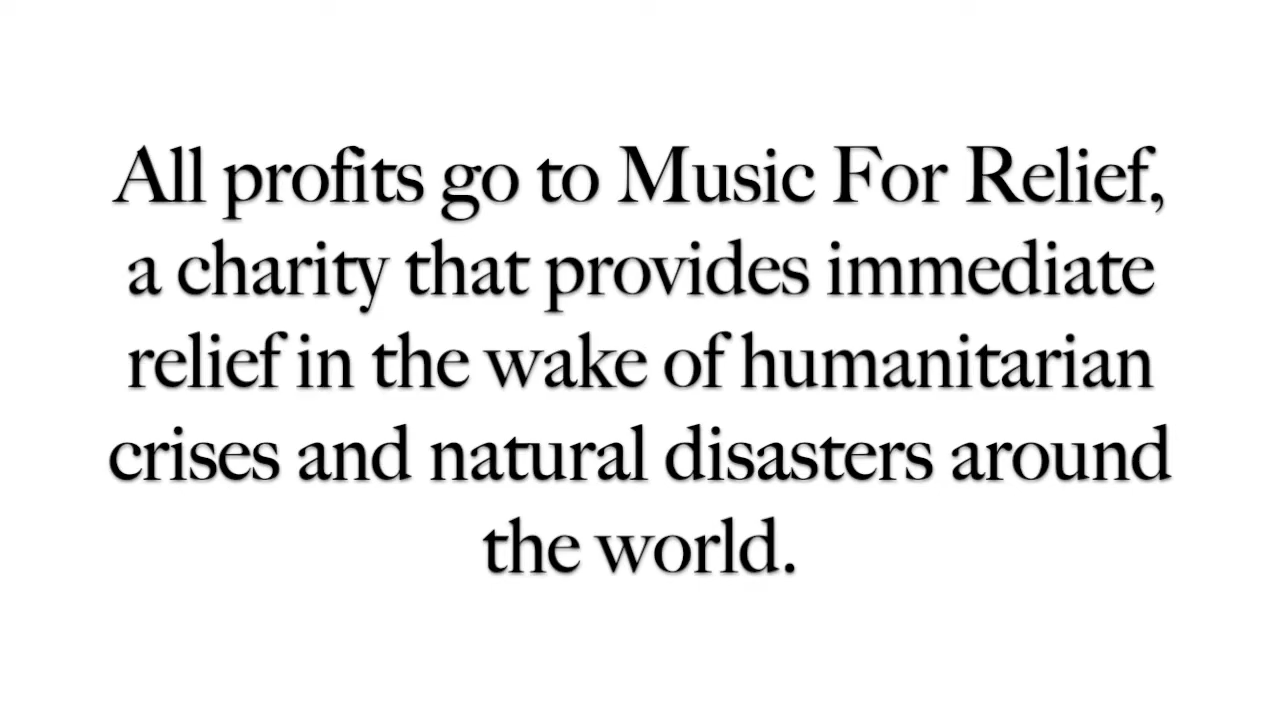 All profits go to Music For Relief,
a charity that provides immediate
relief in the wake of humanitarian
crises and natural disasters around
the world.